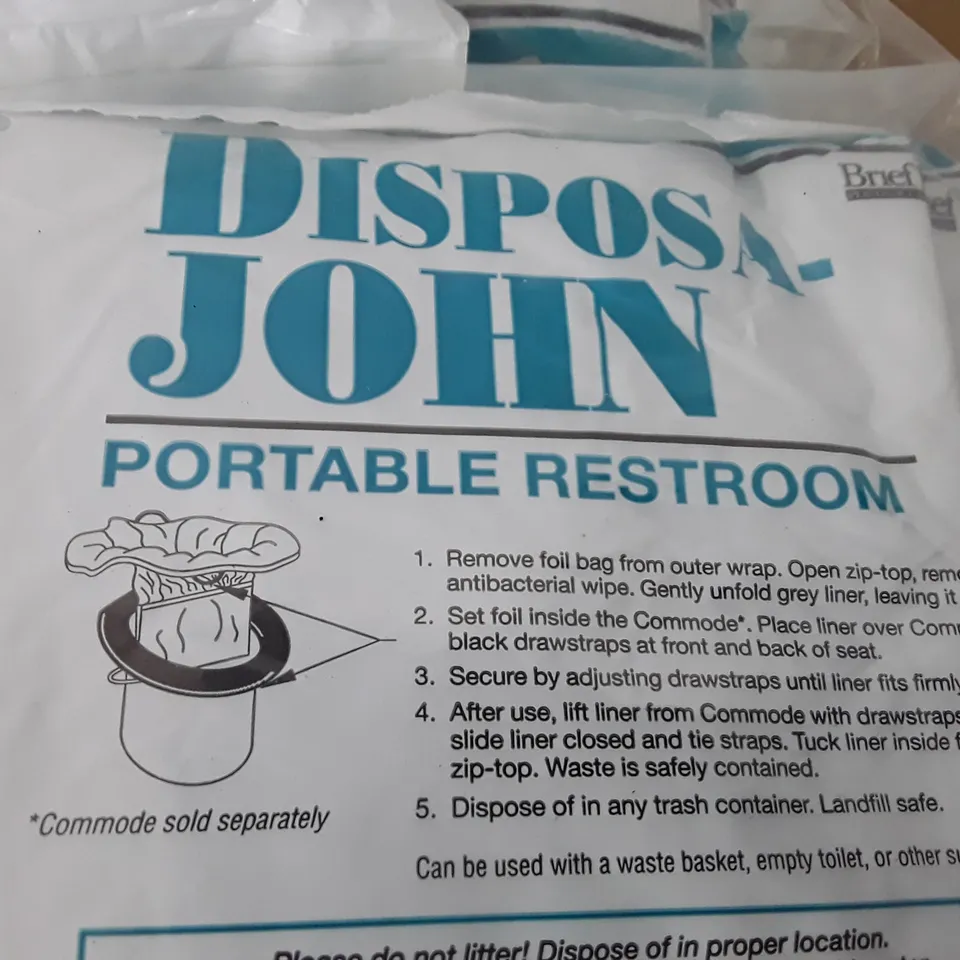 DISPOSA-
JOHN
Brief
PORTABLE RESTROOM
1. Remove foil bag from outer wrap. Open zip-top,
antibacterial wipe. Gently unfold grey liner, leaving it
2. Set foil inside the Commode*. Place liner over
black drawstraps at front and back of seat.
3. Secure by adjusting drawstraps until liner fits firmly
4. After use, lift liner from Commode with drawstraps
slide liner closed and tie straps. Tuck liner inside
zip-top. Waste is safely contained.
5. Dispose of in any trash container. Landfill safe.
*Commode sold separately
Can be used with a waste basket, empty toilet, or other
Please do not litter! Dispose of in proper location.